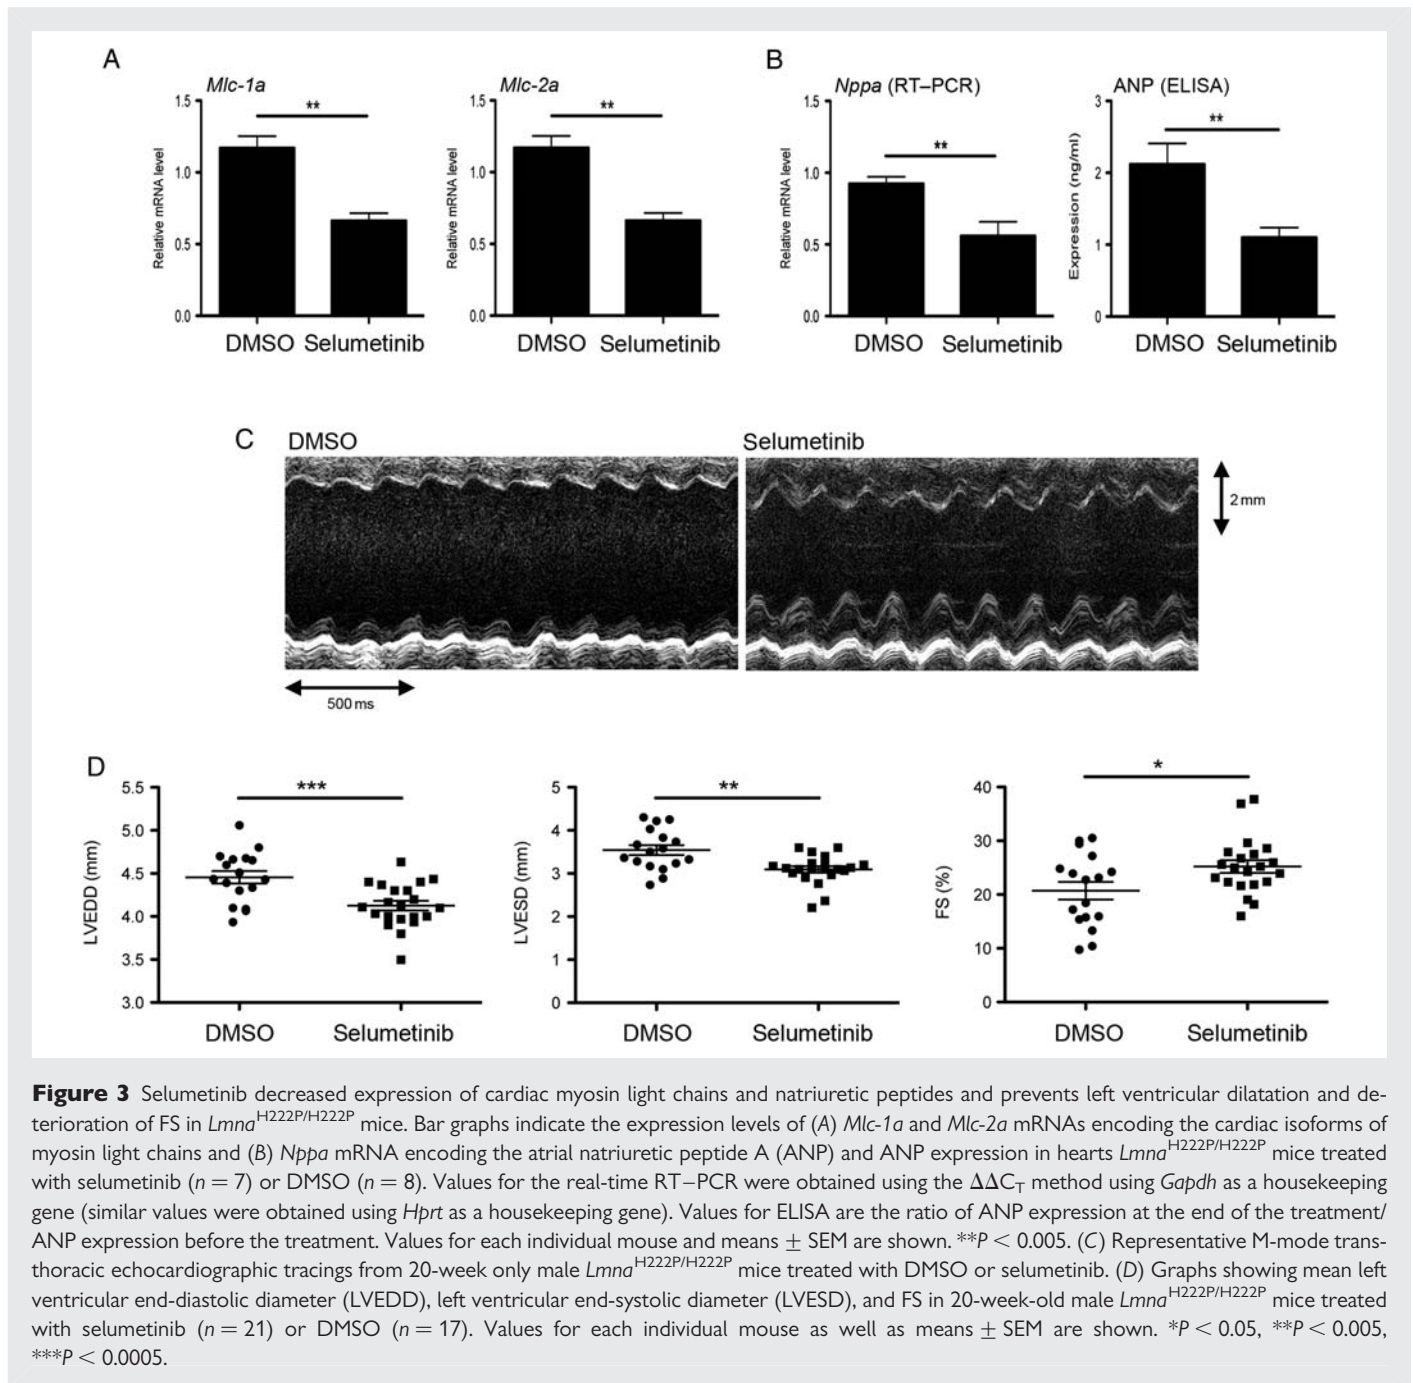 A
B
Mlc-1a
Mlc-2a
Nppa (RT–PCR)
ANP (ELISA)
1.5
1.0
0.5
0.0
Relative mRNA level
**
DMSO Selumetinib
1.5
1.0
0.5
0.0
Relative mRNA level
**
DMSO Selumetinib
1.5
1.0
0.5
0.0
Relative mRNA level
**
DMSO Selumetinib
3
2
1
0
Expression (ng/ml)
**
DMSO Selumetinib
C
DMSO
Selumetinib
2 mm
500 ms
D
5.5
5.0
4.5
4.0
3.5
3.0
LVEDD (mm)
***
DMSO Selumetinib
5
4
3
2
1
0
LVESD (mm)
**
DMSO Selumetinib
40
30
20
10
0
FS (%)
*
DMSO Selumetinib
Figure 3 Selumetinib decreased expression of cardiac myosin light chains and natriuretic peptides and prevents left ventricular dilatation and de-
terioration of FS in Lmna^H222P/H222P mice. Bar graphs indicate the expression levels of (A) Mlc-1a and Mlc-2a mRNAs encoding the cardiac isoforms of
myosin light chains and (B) Nppa mRNA encoding the atrial natriuretic peptide A (ANP) and ANP expression in hearts Lmna^H222P/H222P mice treated
with selumetinib (n = 7) or DMSO (n = 8). Values for the real-time RT–PCR were obtained using the ΔΔC_T method using Gapdh as a housekeeping
gene (similar values were obtained using Hprt as a housekeeping gene). Values for ELISA are the ratio of ANP expression at the end of the treatment/
ANP expression before the treatment. Values for each individual mouse and means ± SEM are shown. **P < 0.005. (C) Representative M-mode trans-
thoracic echocardiographic tracings from 20-week only male Lmna^H222P/H222P mice treated with DMSO or selumetinib. (D) Graphs showing mean left
ventricular end-diastolic diameter (LVEDD), left ventricular end-systolic diameter (LVESD), and FS in 20-week-old male Lmna^H222P/H222P mice treated
with selumetinib (n = 21) or DMSO (n = 17). Values for each individual mouse as well as means ± SEM are shown. *P < 0.05, **P < 0.005,
***P < 0.0005.